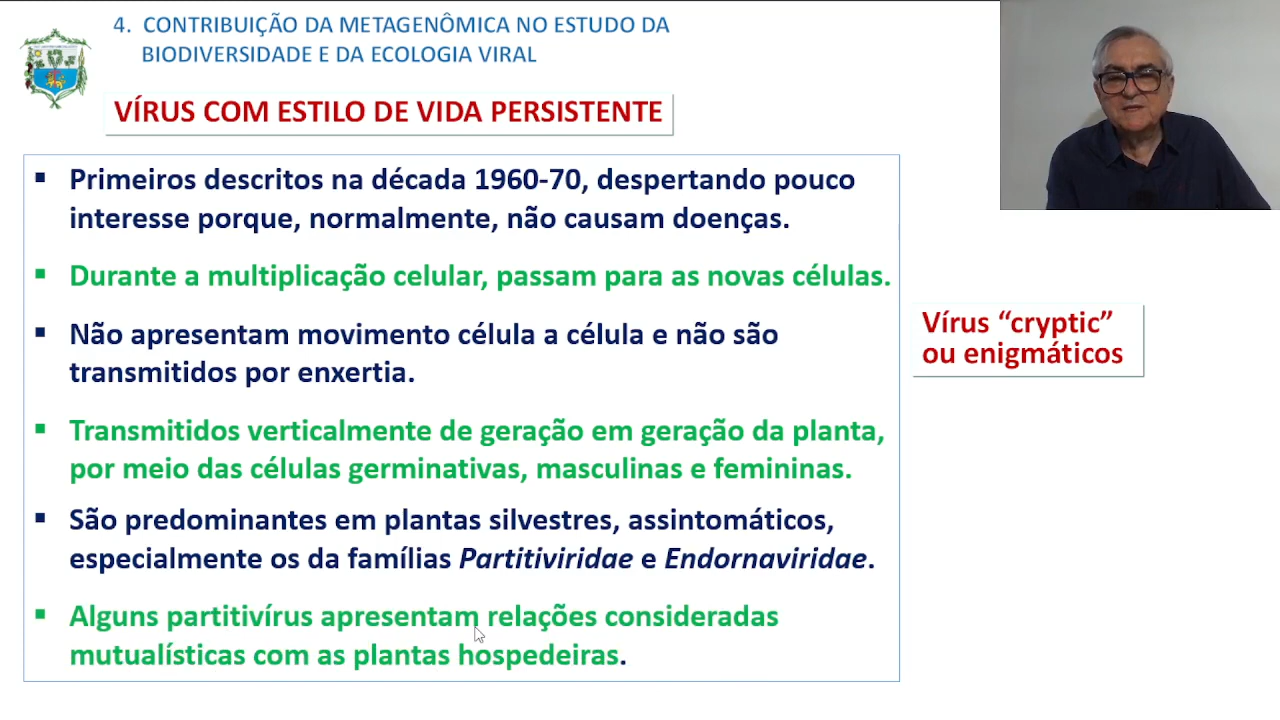 4. CONTRIBUIÇÃO DA METAGENÔMICA NO ESTUDO DA
BIODIVERSIDADE E DA ECOLOGIA VIRAL
VÍRUS COM ESTILO DE VIDA PERSISTENTE
▪ Primeiros descritos na década 1960-70, despertando pouco
interesse porque, normalmente, não causam doenças.
▪ Durante a multiplicação celular, passam para as novas células.
▪ Não apresentam movimento célula a célula e não são
transmitidos por enxertia.
▪ Transmitidos verticalmente de geração em geração da planta,
por meio das células germinativas, masculinas e femininas.
▪ São predominantes em plantas silvestres, assintomáticos,
especialmente os da famílias Partitiviridae e Endornaviridae.
▪ Alguns partitivírus apresentam relações consideradas
mutualísticas com as plantas hospedeiras.
Vírus “cryptic”
ou enigmáticos